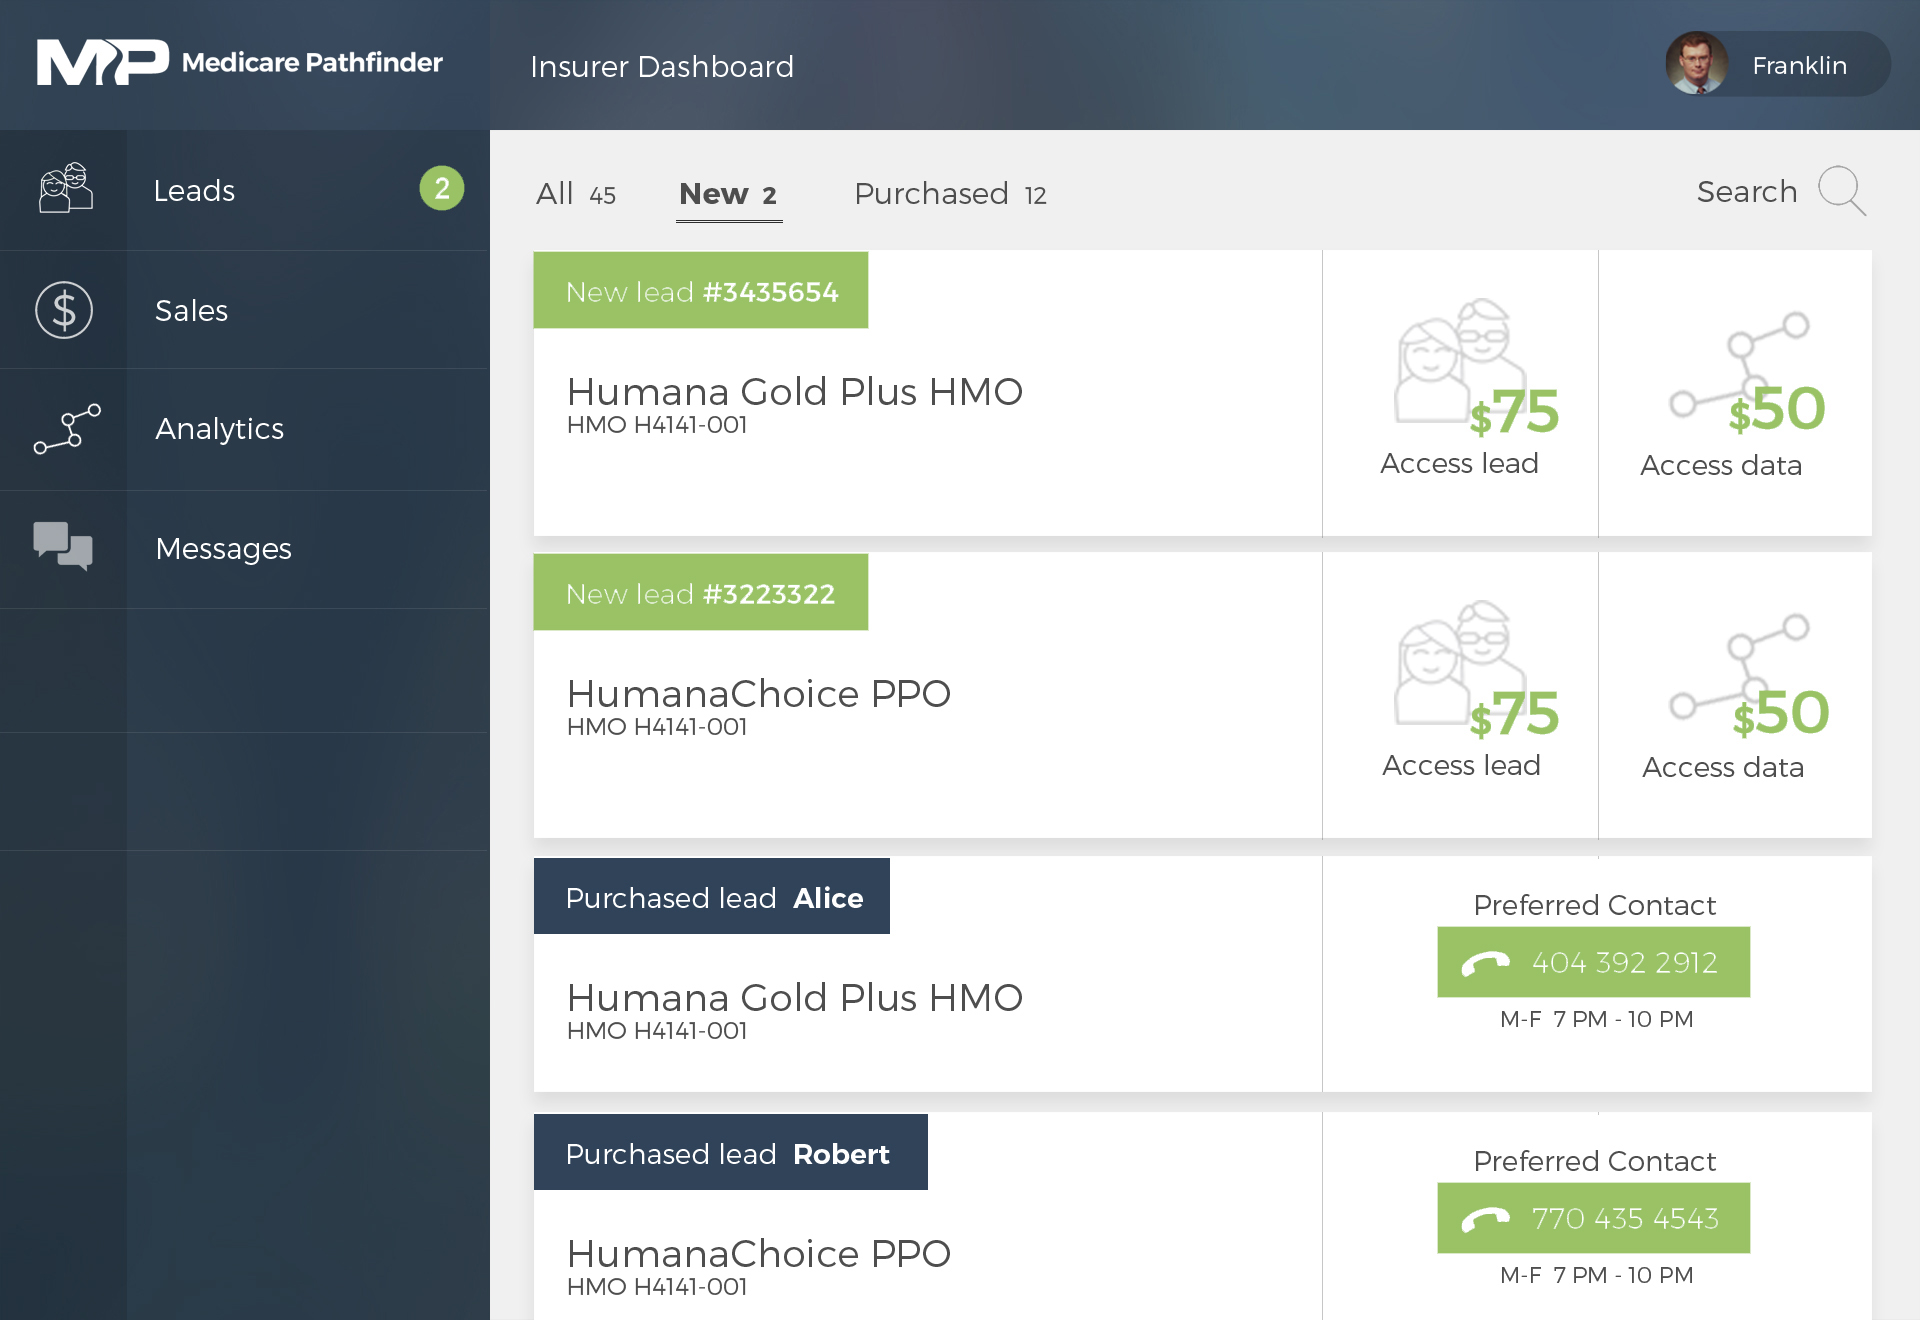 MP Medicare Pathfinder
Insurer Dashboard
Franklin
Leads 2
Sales
Analytics
Messages
All 45 New 2 Purchased 12
Search
New lead #3435654
Humana Gold Plus HMO
HMO H4141-001
$75
Access lead
$50
Access data
New lead #3223322
HumanaChoice PPO
HMO H4141-001
$75
Access lead
$50
Access data
Purchased lead Alice
Humana Gold Plus HMO
HMO H4141-001
Preferred Contact
404 392 2912
M-F 7 PM - 10 PM
Purchased lead Robert
HumanaChoice PPO
HMO H4141-001
Preferred Contact
770 435 4543
M-F 7 PM - 10 PM